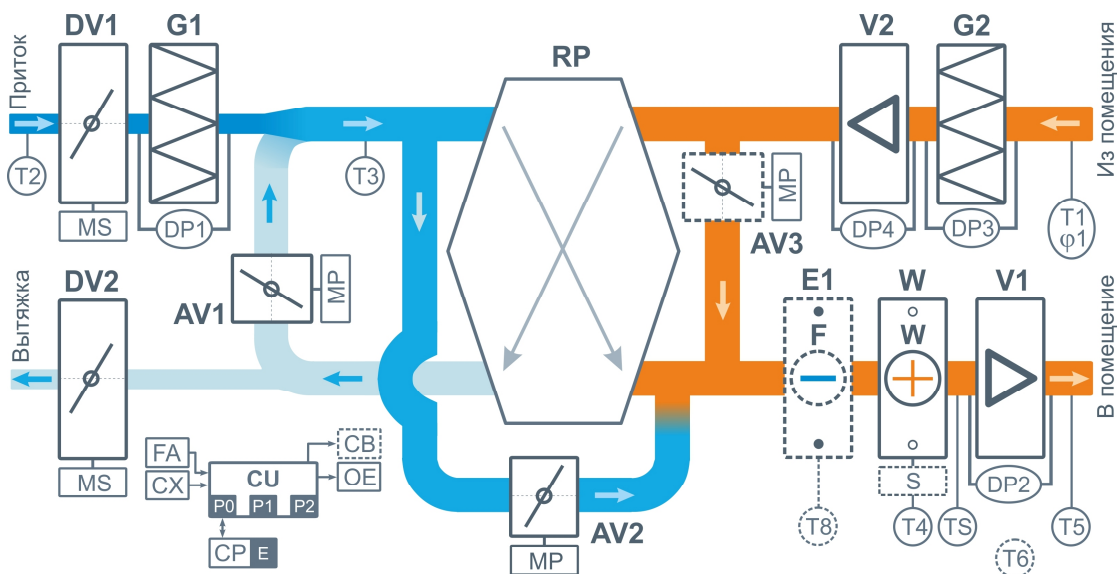 DV1
G1
RP
V2
G2
Приток
Из помещения
T2
MS
DP1
T3
MP
AV3
DP4
DP3
T1
φ1
DV2
AV1
MP
E1
W
V1
Вытяжка
F
W
В помещение
MS
FA
CX
CU
P0
P1
P2
CB
OE
CP
E
AV2
MP
S
DP2
T8
T4
TS
T5
T6